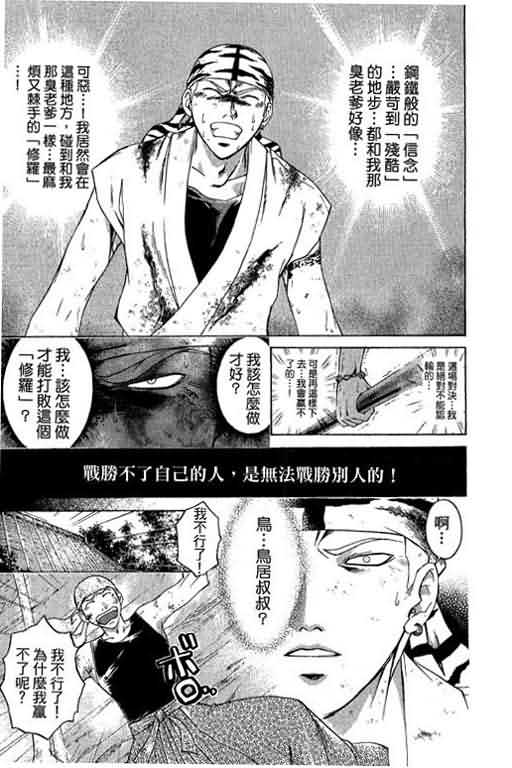 鋼鐵般的「信念」
…嚴苛到「殘酷」
的地步…都和我那
臭老爹好像…
可惡…！我居然會在
這種地方，碰到和我
那臭老爹一樣…最麻
煩又棘手的「修羅」
…！
這場對決…我
是絕對不能認
輸的…
可是再這樣下
去…我會贏不
了的…！
我該怎麼做
才好？
我…該怎麼做
才能打敗這個
「修羅」？
戰勝不了自己的人，是無法戰勝別人的！
啊…
鳥…鳥居叔叔？
我不行了！
ボロ…
我不行了！
為什麼我贏
不了呢？